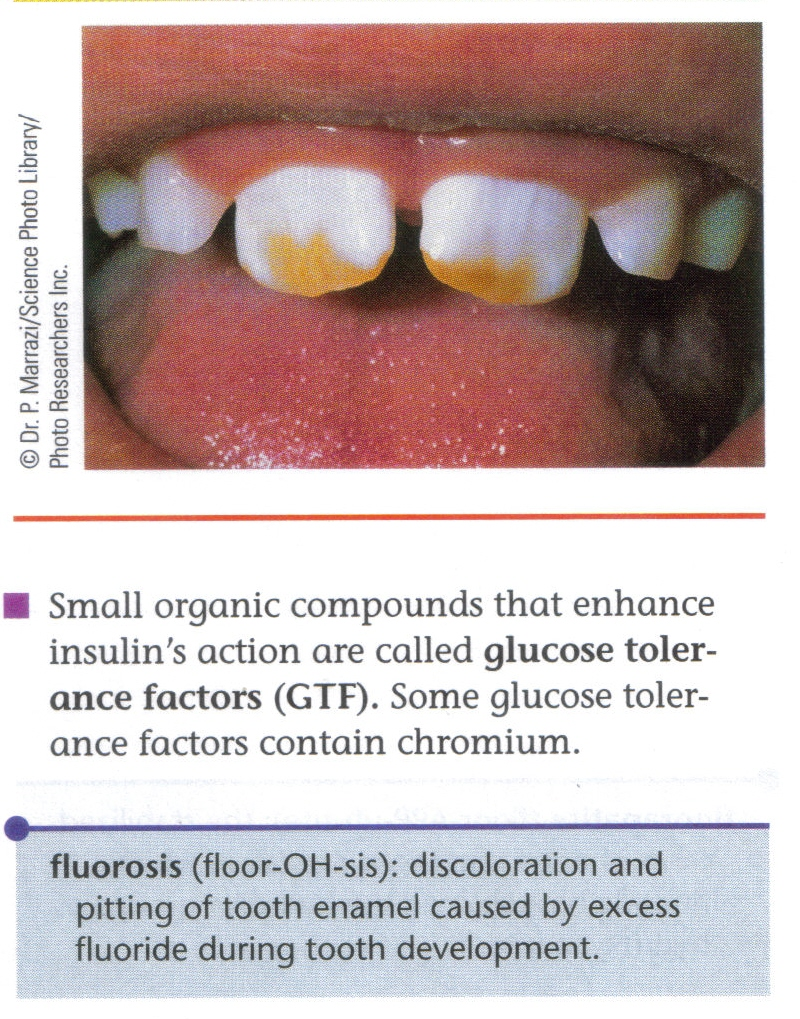 © Dr. P. Marrazi/Science Photo Library/
Photo Researchers Inc.
Small organic compounds that enhance
insulin's action are called glucose toler-
ance factors (GTF). Some glucose toler-
ance factors contain chromium.
fluorosis (floor-OH-sis): discoloration and
pitting of tooth enamel caused by excess
fluoride during tooth development.